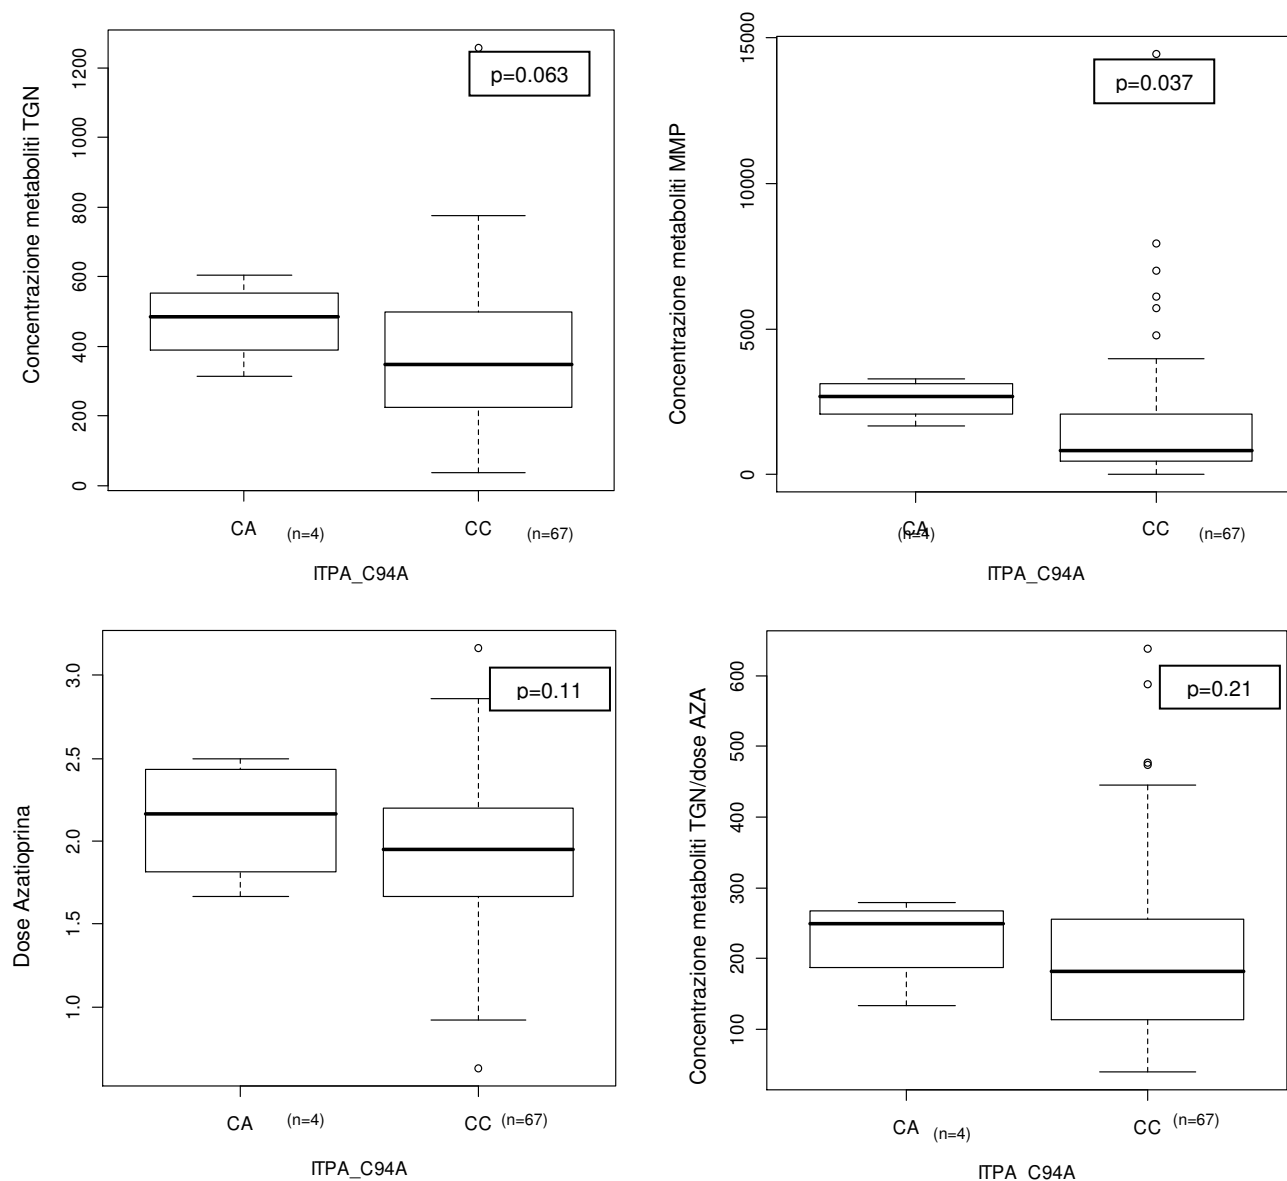 Concentrazione metaboliti TGN
0
200
400
600
800
1000
1200
p=0.063
CA (n=4)
CC (n=67)
ITPA_C94A
Concentrazione metaboliti MMP
0
5000
10000
15000
p=0.037
CA (n=4)
CC (n=67)
ITPA_C94A
Dose Azatioprina
1.0
1.5
2.0
2.5
3.0
p=0.11
CA (n=4)
CC (n=67)
ITPA_C94A
Concentrazione metaboliti TGN/dose AZA
100
200
300
400
500
600
p=0.21
CA (n=4)
CC (n=67)
ITPA C94A